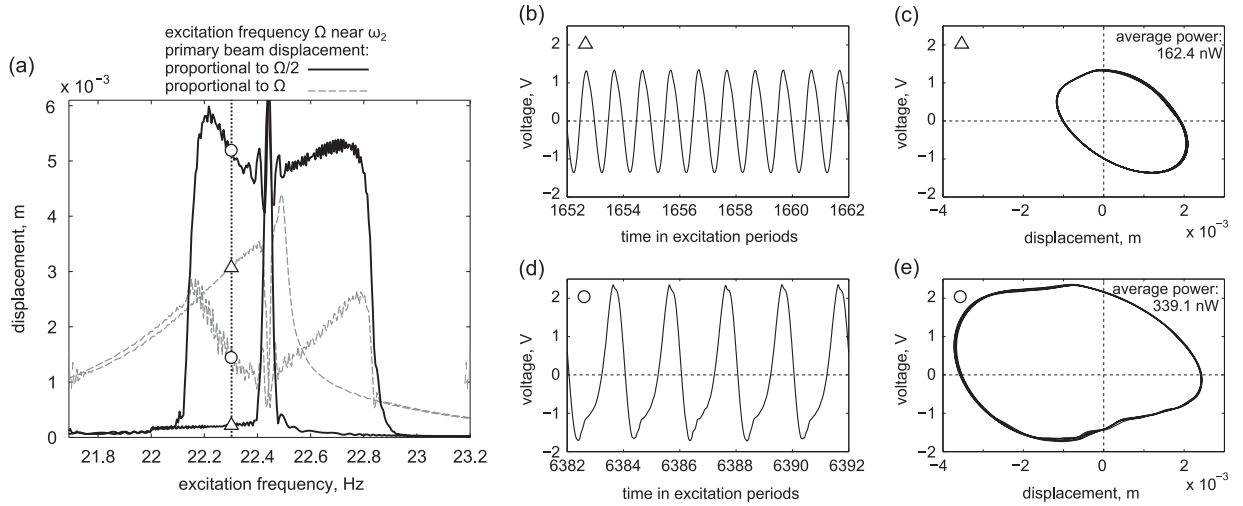 excitation frequency Ω near ω₂
primary beam displacement:
proportional to Ω/2
proportional to Ω
(a)
× 10⁻³
6
5
4
3
2
1
0
displacement, m
21.8
22
22.2
22.4
22.6
22.8
23
23.2
excitation frequency, Hz
(b)
2
1
0
−1
−2
voltage, V
1652
1654
1656
1658
1660
1662
time in excitation periods
(c)
average power:
162.4 nW
2
1
0
−1
−2
voltage, V
−4
−2
0
2
× 10⁻³
displacement, m
(d)
2
1
0
−1
−2
voltage, V
6382
6384
6386
6388
6390
6392
time in excitation periods
(e)
average power:
339.1 nW
2
1
0
−1
−2
voltage, V
−4
−2
0
2
× 10⁻³
displacement, m